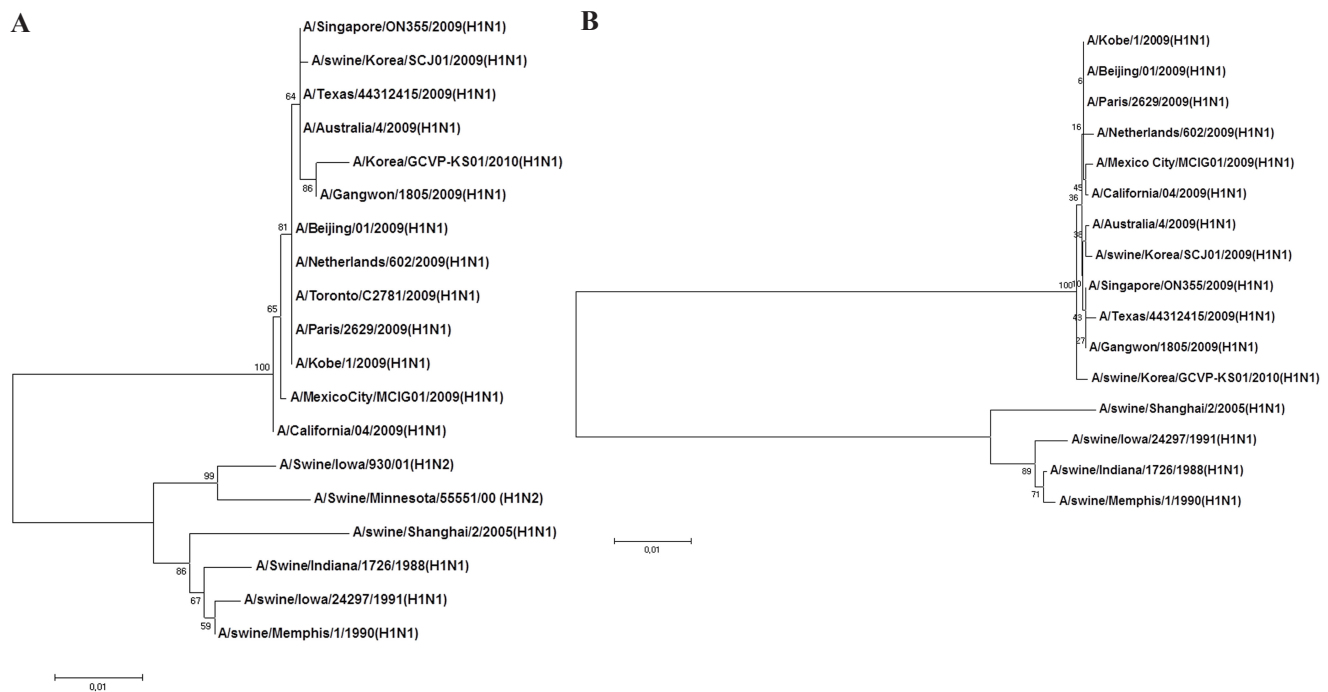 A
A/Singapore/ON355/2009(H1N1)
A/swine/Korea/SCJ01/2009(H1N1)
A/Texas/44312415/2009(H1N1)
64
A/Australia/4/2009(H1N1)
A/Korea/GCVP-KS01/2010(H1N1)
86
A/Gangwon/1805/2009(H1N1)
81
A/Beijing/01/2009(H1N1)
A/Netherlands/602/2009(H1N1)
A/Toronto/C2781/2009(H1N1)
65
A/Paris/2629/2009(H1N1)
A/Kobe/1/2009(H1N1)
100
A/MexicoCity/MCIG01/2009(H1N1)
A/California/04/2009(H1N1)
A/Swine/Iowa/930/01(H1N2)
99
A/Swine/Minnesota/55551/00 (H1N2)
A/swine/Shanghai/2/2005(H1N1)
86
A/Swine/Indiana/1726/1988(H1N1)
67
A/swine/Iowa/24297/1991(H1N1)
59
A/swine/Memphis/1/1990(H1N1)
0,01
B
A/Kobe/1/2009(H1N1)
A/Beijing/01/2009(H1N1)
6
A/Paris/2629/2009(H1N1)
16
A/Netherlands/602/2009(H1N1)
A/Mexico City/MCIG01/2009(H1N1)
45
A/California/04/2009(H1N1)
36
A/Australia/4/2009(H1N1)
38
A/swine/Korea/SCJ01/2009(H1N1)
100
10
A/Singapore/ON355/2009(H1N1)
43
A/Texas/44312415/2009(H1N1)
27
A/Gangwon/1805/2009(H1N1)
A/swine/Korea/GCVP-KS01/2010(H1N1)
A/swine/Shanghai/2/2005(H1N1)
A/swine/Iowa/24297/1991(H1N1)
89
A/swine/Indiana/1726/1988(H1N1)
71
A/swine/Memphis/1/1990(H1N1)
0,01